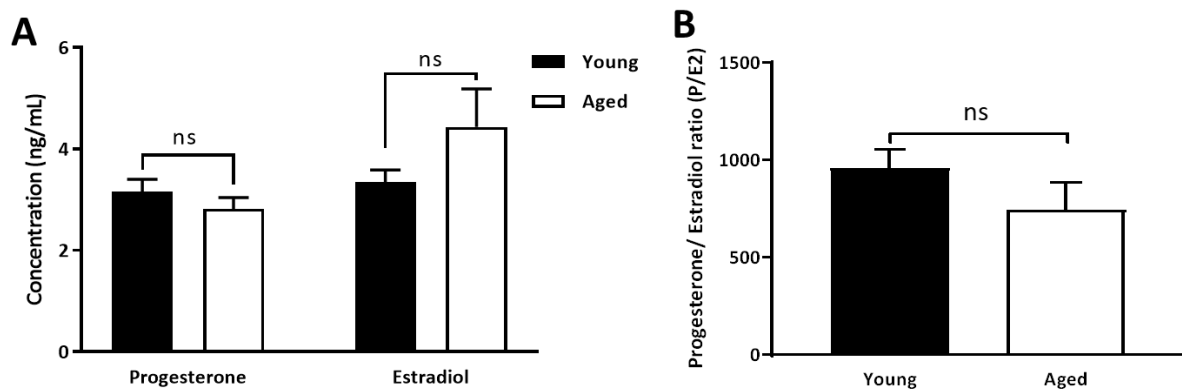 A
Concentration (ng/mL)
6
4
2
0
ns
ns
Progesterone
Estradiol
Young
Aged
B
Progesterone/ Estradiol ratio (P/E2)
1500
1000
500
0
ns
Young
Aged